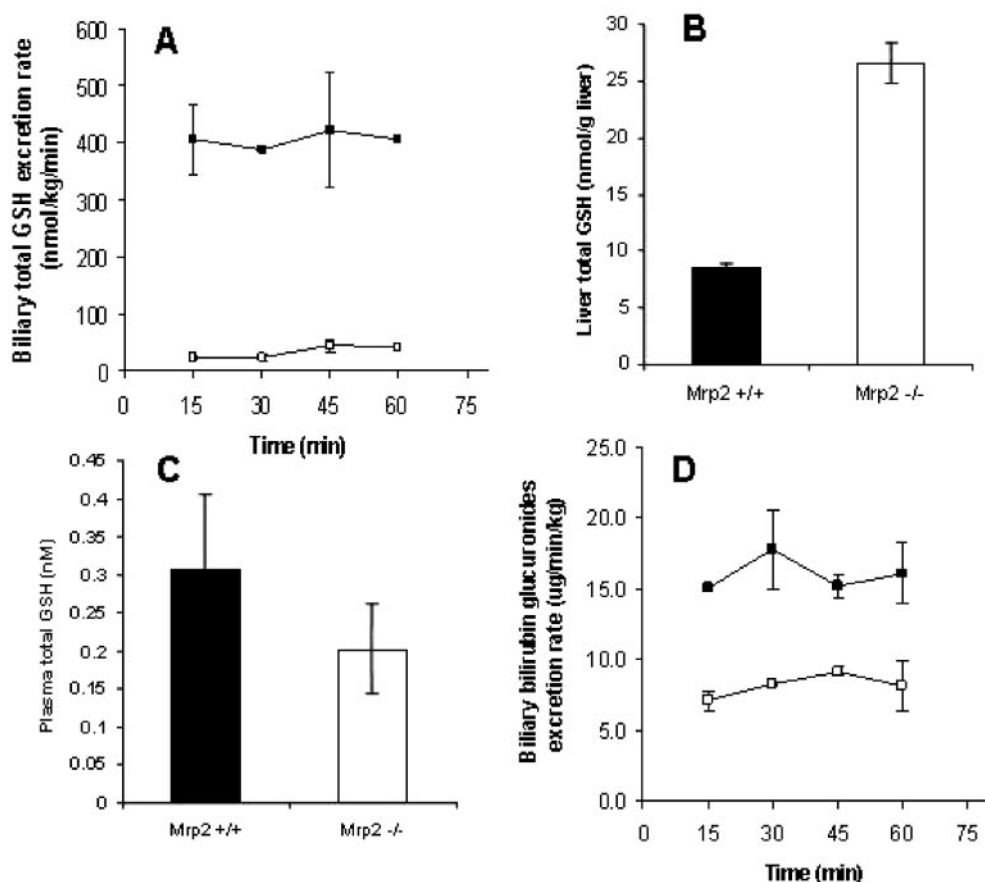 A
Biliary total GSH excretion rate
(nmol/kg/min)
600
500
400
300
200
100
0
0 15 30 45 60 75
Time (min)
B
Liver total GSH (nmol/g liver)
30
25
20
15
10
5
0
Mrp2 +/+ Mrp2 -/-
C
Plasma total GSH (nM)
0.45
0.4
0.35
0.3
0.25
0.2
0.15
0.1
0.05
0
Mrp2 +/+ Mrp2 -/-
D
Biliary bilirubin glucuronides
excretion rate (ug/min/kg)
25.0
20.0
15.0
10.0
5.0
0.0
0 15 30 45 60 75
Time (min)